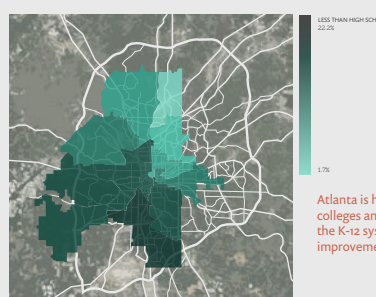 LESS THAN HIGH SCH
22.2%
1.7%
Atlanta is h
colleges an
the K-12 sys
improveme